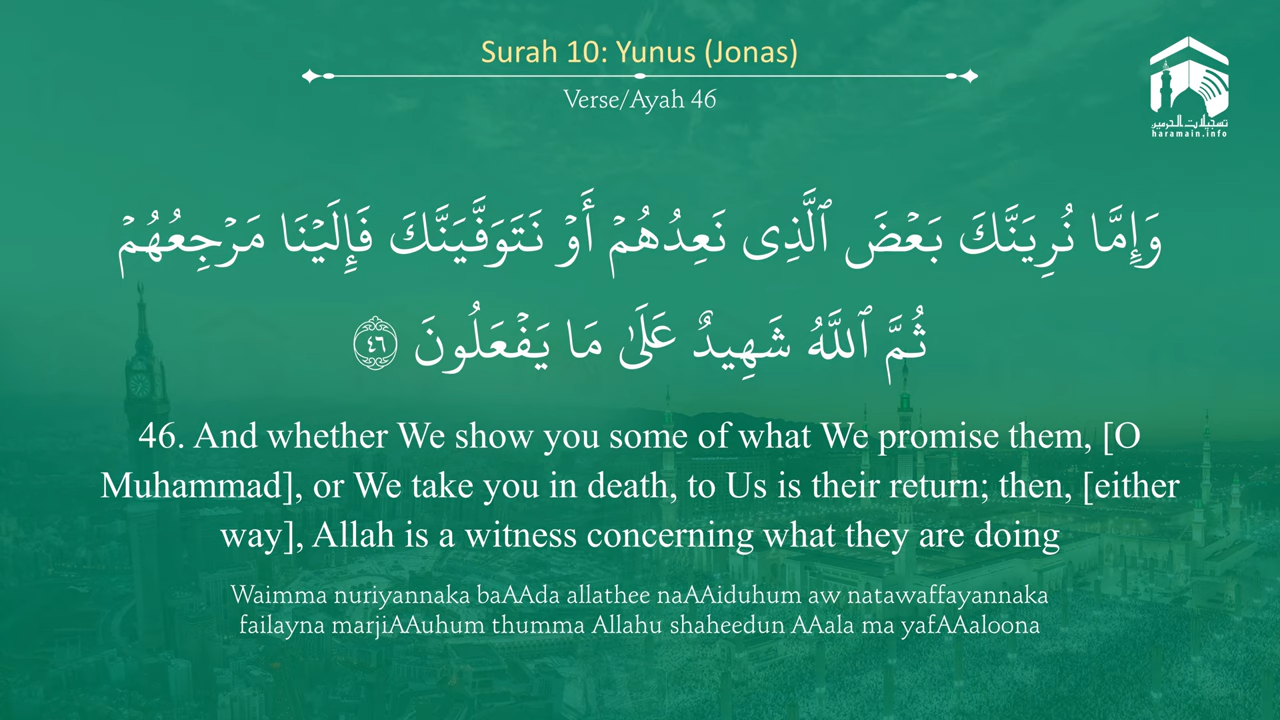 Surah 10: Yunus (Jonas)
Verse/Ayah 46
تسجيلات الحرمين
haramain.info
وَإِمَّا نُرِيَنَّكَ بَعْضَ ٱلَّذِى نَعِدُهُمْ أَوْ نَتَوَفَّيَنَّكَ فَإِلَيْنَا مَرْجِعُهُمْ
ثُمَّ ٱللَّهُ شَهِيدٌ عَلَىٰ مَا يَفْعَلُونَ ٤٦
46. And whether We show you some of what We promise them, [O
Muhammad], or We take you in death, to Us is their return; then, [either
way], Allah is a witness concerning what they are doing
Waimma nuriyannaka baAAda allathee naAAiduhum aw natawaffayannaka
failayna marjiAAuhum thumma Allahu shaheedun AAala ma yafAAaloona